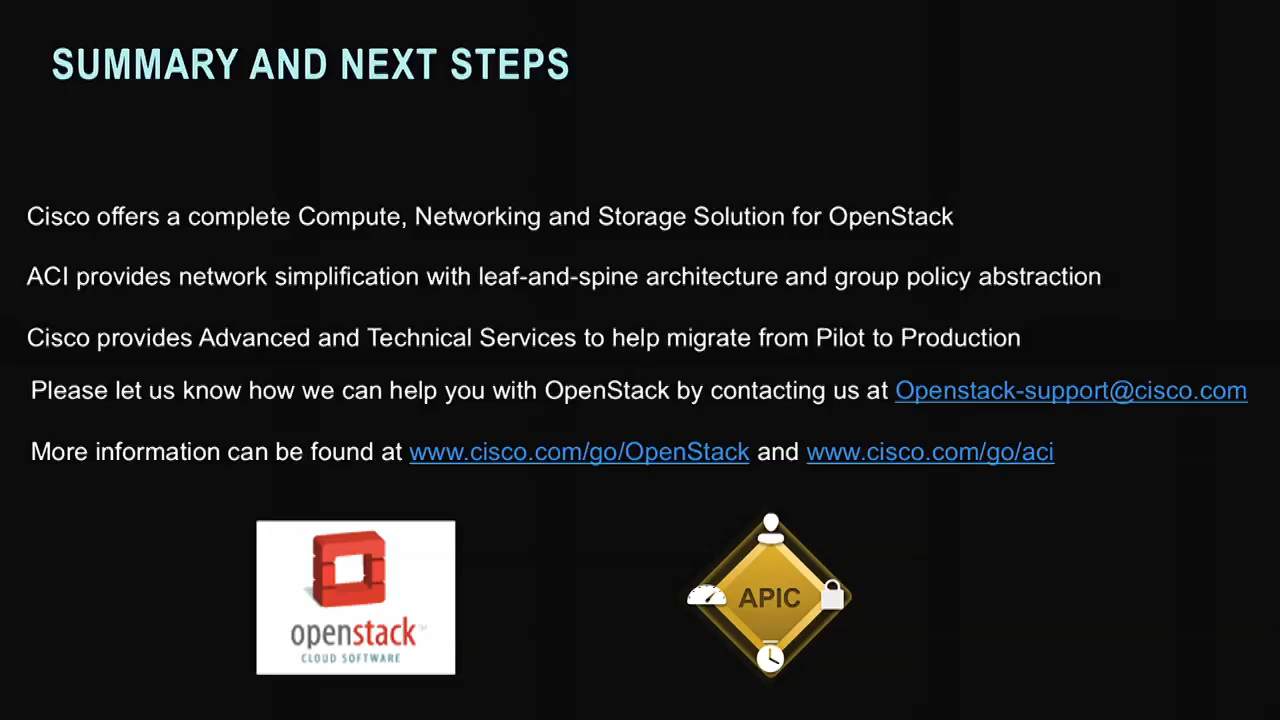 SUMMARY AND NEXT STEPS
Cisco offers a complete Compute, Networking and Storage Solution for OpenStack
ACI provides network simplification with leaf-and-spine architecture and group policy abstraction
Cisco provides Advanced and Technical Services to help migrate from Pilot to Production
Please let us know how we can help you with OpenStack by contacting us at Openstack-support@cisco.com
More information can be found at www.cisco.com/go/OpenStack and www.cisco.com/go/aci
openstack™
CLOUD SOFTWARE
APIC